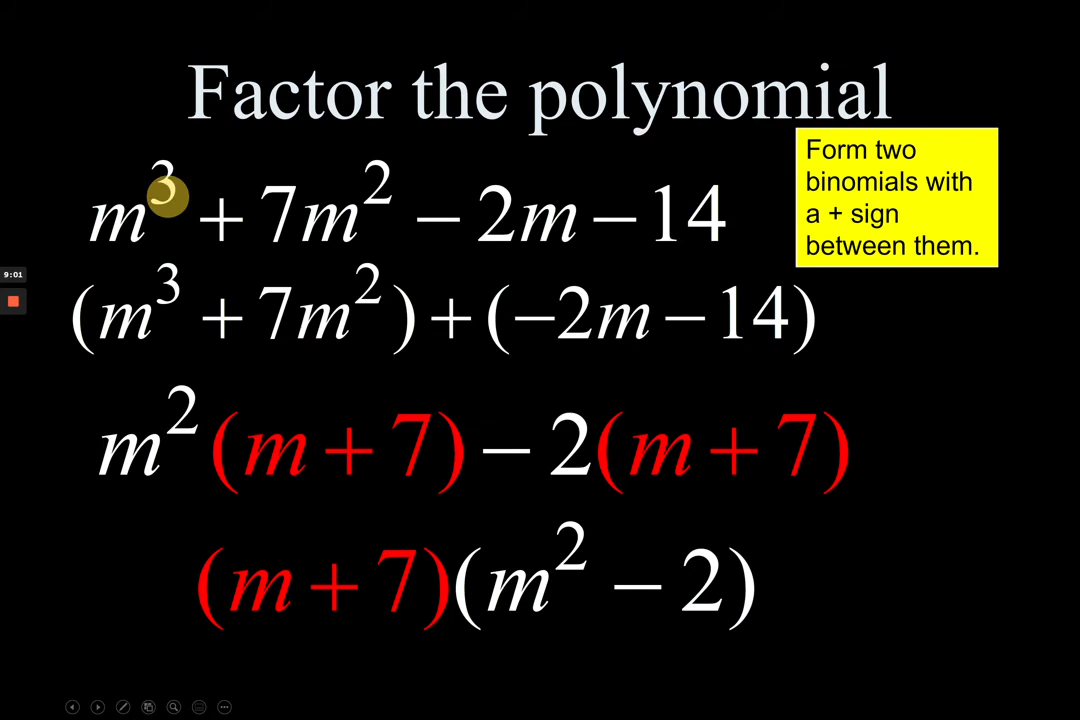 Factor the polynomial
m³ + 7m² − 2m − 14
Form two
binomials with
a + sign
between them.
9:01
(m³ + 7m²) + (−2m − 14)
m²(m + 7) − 2(m + 7)
(m + 7)(m² − 2)